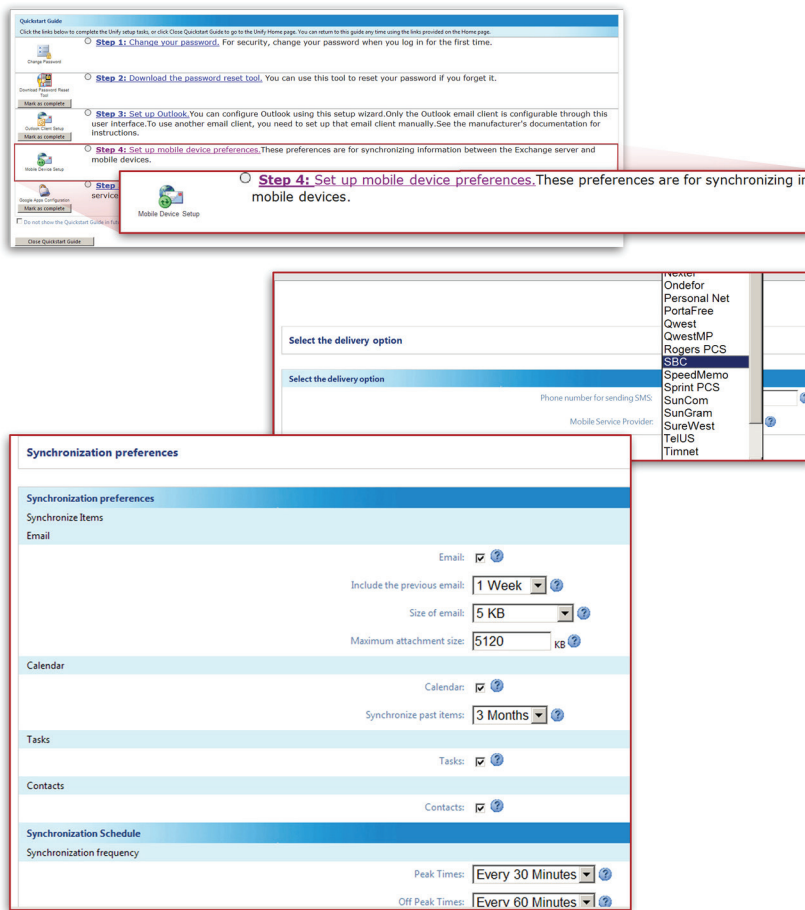 Quickstart Guide
Click the links below to complete the Unify setup tasks, or click Close Quickstart Guide to go to the Unify Home page. You can return to this guide any time using the links provided on the Home page.
Step 1: Change your password. For security, change your password when you log in for the first time.
Change Password
Step 2: Download the password reset tool. You can use this tool to reset your password if you forget it.
Download Password Reset
Tool
Mark as complete
Step 3: Set up Outlook.You can configure Outlook using this setup wizard.Only the Outlook email client is configurable through this
user interface.To use another email client, you need to set up that email client manually.See the manufacturer's documentation for
instructions.
Outlook Client Setup
Mark as complete
Step 4: Set up mobile device preferences.These preferences are for synchronizing information between the Exchange server and
mobile devices.
Mobile Device Setup
Step
service
Google Apps Configuration
Mark as complete
Do not show the Quickstart Guide in
Close Quickstart Guide
Step 4: Set up mobile device preferences.These preferences are for synchronizing
mobile devices.
Mobile Device Setup
Nextel
Ondefor
Personal Net
PortaFree
Qwest
QwestMP
Rogers PCS
SBC
SpeedMemo
Sprint PCS
SunCom
SunGram
SureWest
TelUS
Timnet
Select the delivery option
Select the delivery option
Phone number for sending SMS:
Mobile Service Provider:
Synchronization preferences
Synchronization preferences
Synchronize Items
Email
Email:
Include the previous email: 1 Week
Size of email: 5 KB
Maximum attachment size: 5120 KB
Calendar
Calendar:
Synchronize past items: 3 Months
Tasks
Tasks:
Contacts
Contacts:
Synchronization Schedule
Synchronization frequency
Peak Times: Every 30 Minutes
Off Peak Times: Every 60 Minutes